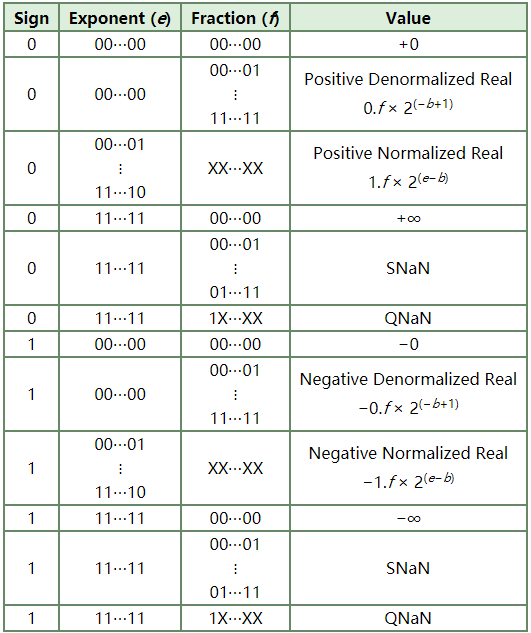 Sign Exponent (e) Fraction (f) Value
0 00⋯00 00⋯00 +0
0 00⋯00 00⋯01 ⋮ 11⋯11 Positive Denormalized Real 0.f × 2^(−b+1)
0 00⋯01 ⋮ 11⋯10 XX⋯XX Positive Normalized Real 1.f × 2^(e−b)
0 11⋯11 00⋯00 +∞
0 11⋯11 00⋯01 ⋮ 01⋯11 SNaN
0 11⋯11 1X⋯XX QNaN
1 00⋯00 00⋯00 −0
1 00⋯00 00⋯01 ⋮ 11⋯11 Negative Denormalized Real −0.f × 2^(−b+1)
1 00⋯01 ⋮ 11⋯10 XX⋯XX Negative Normalized Real −1.f × 2^(e−b)
1 11⋯11 00⋯00 −∞
1 11⋯11 00⋯01 ⋮ 01⋯11 SNaN
1 11⋯11 1X⋯XX QNaN